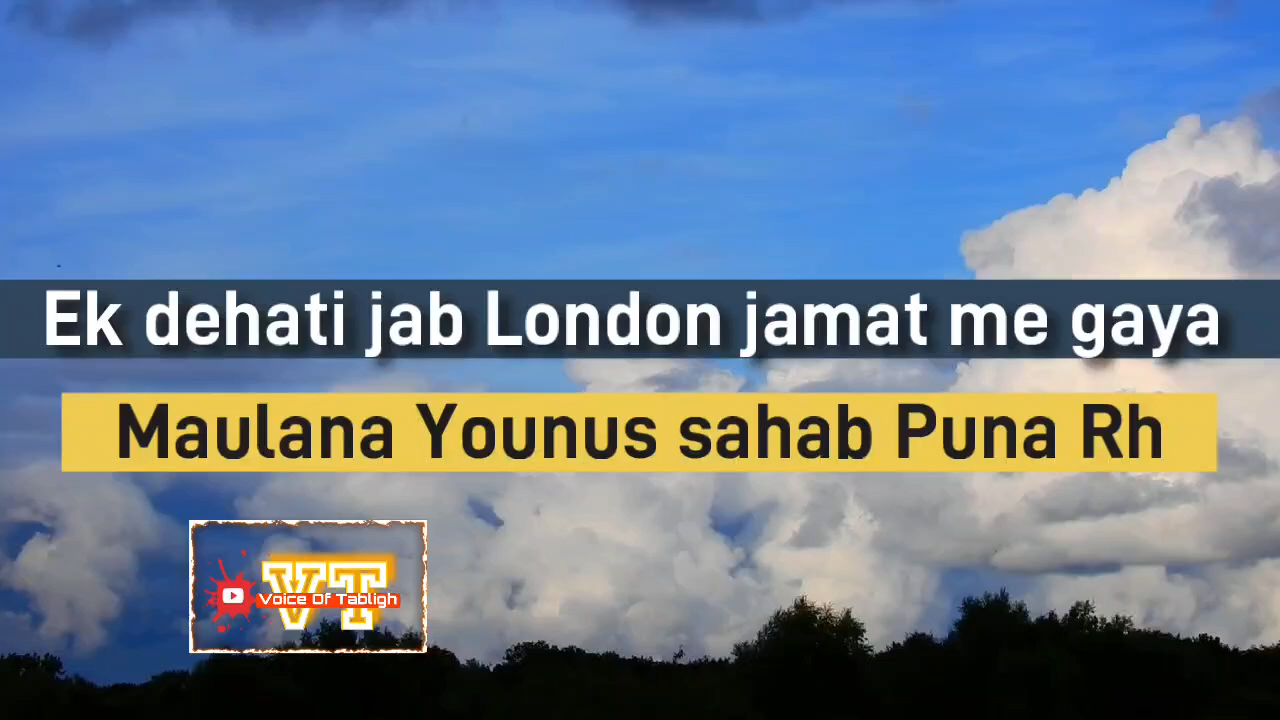 Ek dehati jab London jamat me gaya
Maulana Younus sahab Puna Rh
VT
Voice Of Tabligh